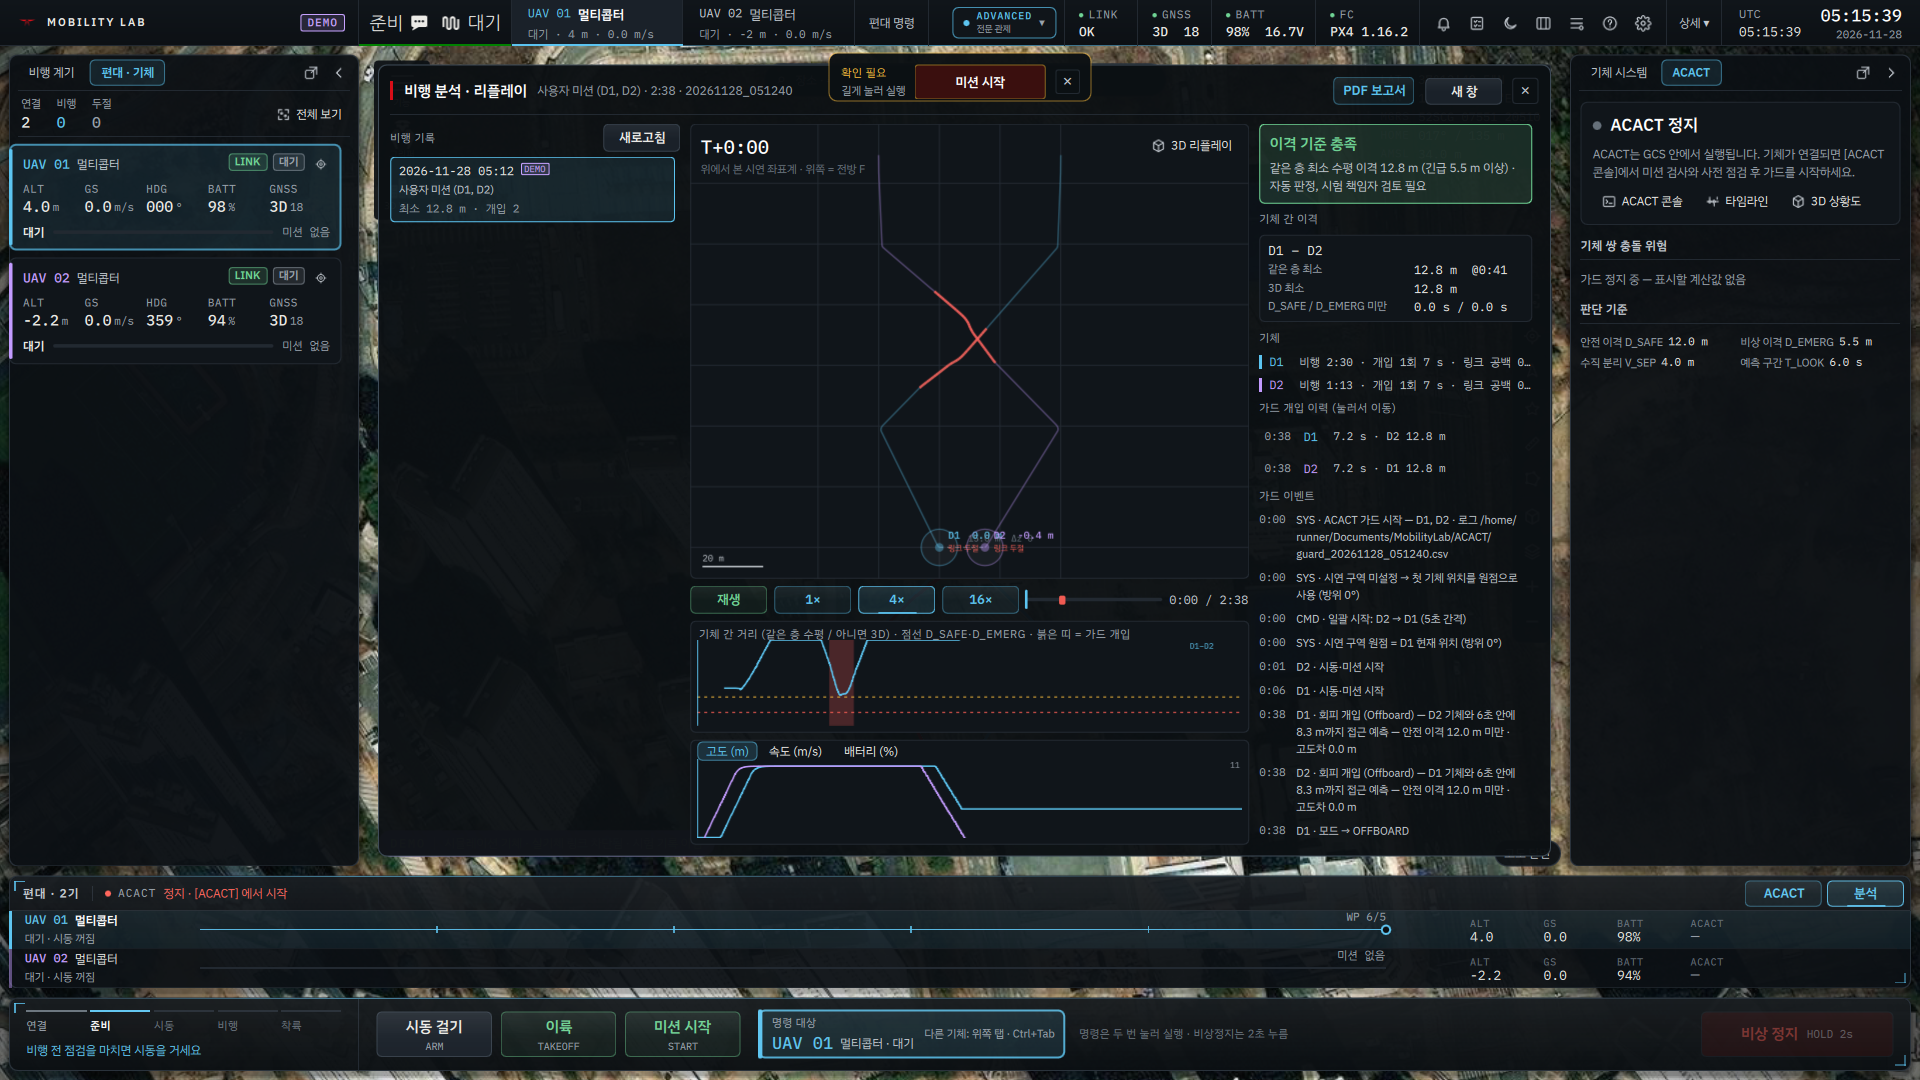 MOBILITY LAB
DEMO
준비
대기
UAV 01 멀티콥터
대기 · 4 m · 0.0 m/s
UAV 02 멀티콥터
대기 · -2 m · 0.0 m/s
편대 명령
ADVANCED
전문 관제
LINK
OK
GNSS
3D 18
BATT
98% 16.7V
FC
PX4 1.16.2
상세
UTC
05:15:39
05:15:39
2026-11-28
비행 계기
편대 · 기체
연결 비행 두절
2 0 0
전체 보기
UAV 01 멀티콥터 LINK 대기
ALT GS HDG BATT GNSS
4.0 m 0.0 m/s 000 ° 98 % 3D 18
대기 미션 없음
UAV 02 멀티콥터 LINK 대기
ALT GS HDG BATT GNSS
-2.2 m 0.0 m/s 359 ° 94 % 3D 18
대기 미션 없음
비행 분석 · 리플레이 사용자 미션 (D1, D2) · 2:38 · 20261128_051240
확인 필요
길게 눌러 실행
미션 시작
PDF 보고서
새 창
비행 기록
새로고침
2026-11-28 05:12 DEMO
사용자 미션 (D1, D2)
최소 12.8 m · 개입 2
T+0:00
위에서 본 시연 좌표계 · 위쪽 = 전방 F
3D 리플레이
D1
D2 -0.4 m
링크 두절
20 m
재생
1×
4×
16×
0:00 / 2:38
기체 간 거리 (같은 층 수평 / 아니면 3D) · 점선 D_SAFE·D_EMERG · 붉은 띠 = 가드 개입
D1-D2
고도 (m)
속도 (m/s)
배터리 (%)
11
이격 기준 충족
같은 층 최소 수평 이격 12.8 m (긴급 5.5 m 이상) ·
자동 판정, 시험 책임자 검토 필요
기체 간 이격
D1 − D2
같은 층 최소 12.8 m @0:41
3D 최소 12.8 m
D_SAFE / D_EMERG 미만 0.0 s / 0.0 s
기체
D1 비행 2:30 · 개입 1회 7 s · 링크 공백 0…
D2 비행 1:13 · 개입 1회 7 s · 링크 공백 0…
가드 개입 이력 (눌러서 이동)
0:38 D1 7.2 s · D2 12.8 m
0:38 D2 7.2 s · D1 12.8 m
가드 이벤트
0:00 SYS · ACACT 가드 시작 — D1, D2 · 로그 /home/
runner/Documents/MobilityLab/ACACT/
guard_20261128_051240.csv
0:00 SYS · 시연 구역 미설정 → 첫 기체 위치를 원점으로
사용 (방위 0°)
0:00 CMD · 일괄 시작: D2 → D1 (5초 간격)
0:00 SYS · 시연 구역 원점 = D1 현재 위치 (방위 0°)
0:01 D2 · 시동·미션 시작
0:06 D1 · 시동·미션 시작
0:38 D1 · 회피 개입 (Offboard) — D2 기체와 6초 안에
8.3 m까지 접근 예측 — 안전 이격 12.0 m 미만 ·
고도차 0.0 m
0:38 D2 · 회피 개입 (Offboard) — D1 기체와 6초 안에
8.3 m까지 접근 예측 — 안전 이격 12.0 m 미만 ·
고도차 0.0 m
0:38 D1 · 모드 → OFFBOARD
기체 시스템
ACACT
ACACT 정지
ACACT는 GCS 안에서 실행됩니다. 기체가 연결되면 [ACACT
콘솔]에서 미션 검사와 사전 점검 후 가드를 시작하세요.
ACACT 콘솔 타임라인 3D 상황도
기체 쌍 충돌 위험
가드 정지 중 — 표시할 계산값 없음
판단 기준
안전 이격 D_SAFE 12.0 m 비상 이격 D_EMERG 5.5 m
수직 분리 V_SEP 4.0 m 예측 구간 T_LOOK 6.0 s
편대 · 2기 ACACT 정지 · [ACACT] 에서 시작
ACACT
분석
UAV 01 멀티콥터
대기 · 시동 꺼짐
WP 6/5
ALT GS BATT ACACT
4.0 0.0 98% —
UAV 02 멀티콥터
대기 · 시동 꺼짐
미션 없음
ALT GS BATT ACACT
-2.2 0.0 94% —
연결 준비 시동 비행 착륙
비행 전 점검을 마치면 시동을 거세요
시동 걸기
ARM
이륙
TAKEOFF
미션 시작
START
명령 대상
UAV 01 멀티콥터 · 대기
다른 기체: 위쪽 탭 · Ctrl+Tab
명령은 두 번 눌러 실행 · 비상정지는 2초 누름
비상 정지 HOLD 2s